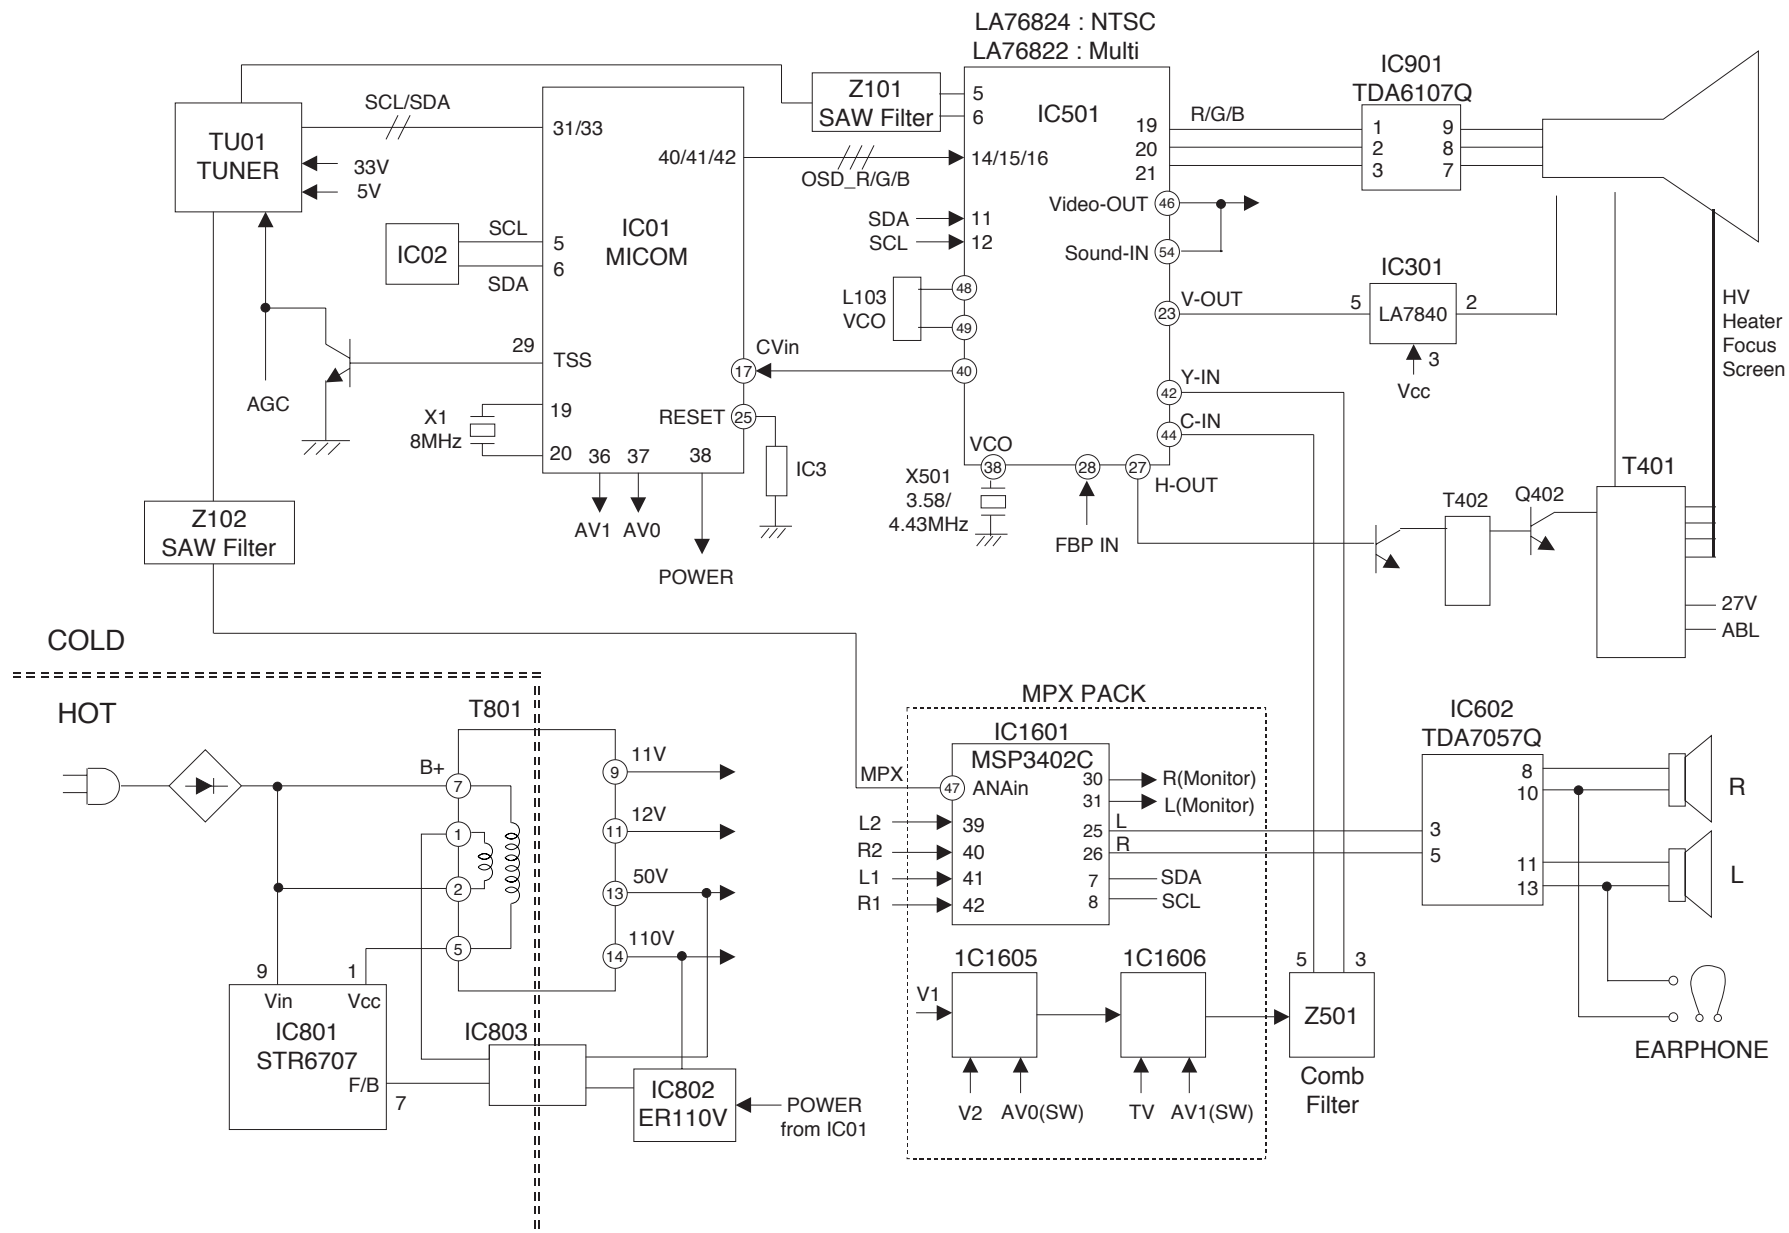 LA76824 : NTSC
LA76822 : Multi
TU01
TUNER
SCL/SDA
33V
5V
AGC
31/33
40/41/42
IC01
MICOM
IC02
SCL
5
6
SDA
29
TSS
X1
8MHz
19
20
36
37
38
AV1
AV0
POWER
CVin
17
RESET
25
IC3
OSD_R/G/B
Z101
SAW Filter
5
6
IC501
14/15/16
SDA
11
SCL
12
L103
VCO
48
49
40
VCO
38
28
27
X501
3.58/
4.43MHz
FBP IN
H-OUT
19
20
21
R/G/B
Video-OUT
46
Sound-IN
54
V-OUT
23
Y-IN
42
C-IN
44
IC901
TDA6107Q
1
9
2
8
3
7
IC301
5
LA7840
2
3
Vcc
HV
Heater
Focus
Screen
T401
T402
Q402
27V
ABL
Z102
SAW Filter
COLD
HOT
T801
B+
7
1
2
5
9
11V
11
12V
13
50V
14
110V
9
1
Vin
Vcc
IC801
STR6707
F/B
7
IC803
IC802
ER110V
POWER
from IC01
MPX PACK
IC1601
MSP3402C
MPX
47
ANAin
L2
39
R2
40
L1
41
R1
42
30
R(Monitor)
31
L(Monitor)
25
L
26
R
7
SDA
8
SCL
1C1605
1C1606
V1
V2
AV0(SW)
TV
AV1(SW)
5
3
Z501
Comb
Filter
IC602
TDA7057Q
3
5
8
10
11
13
R
L
EARPHONE